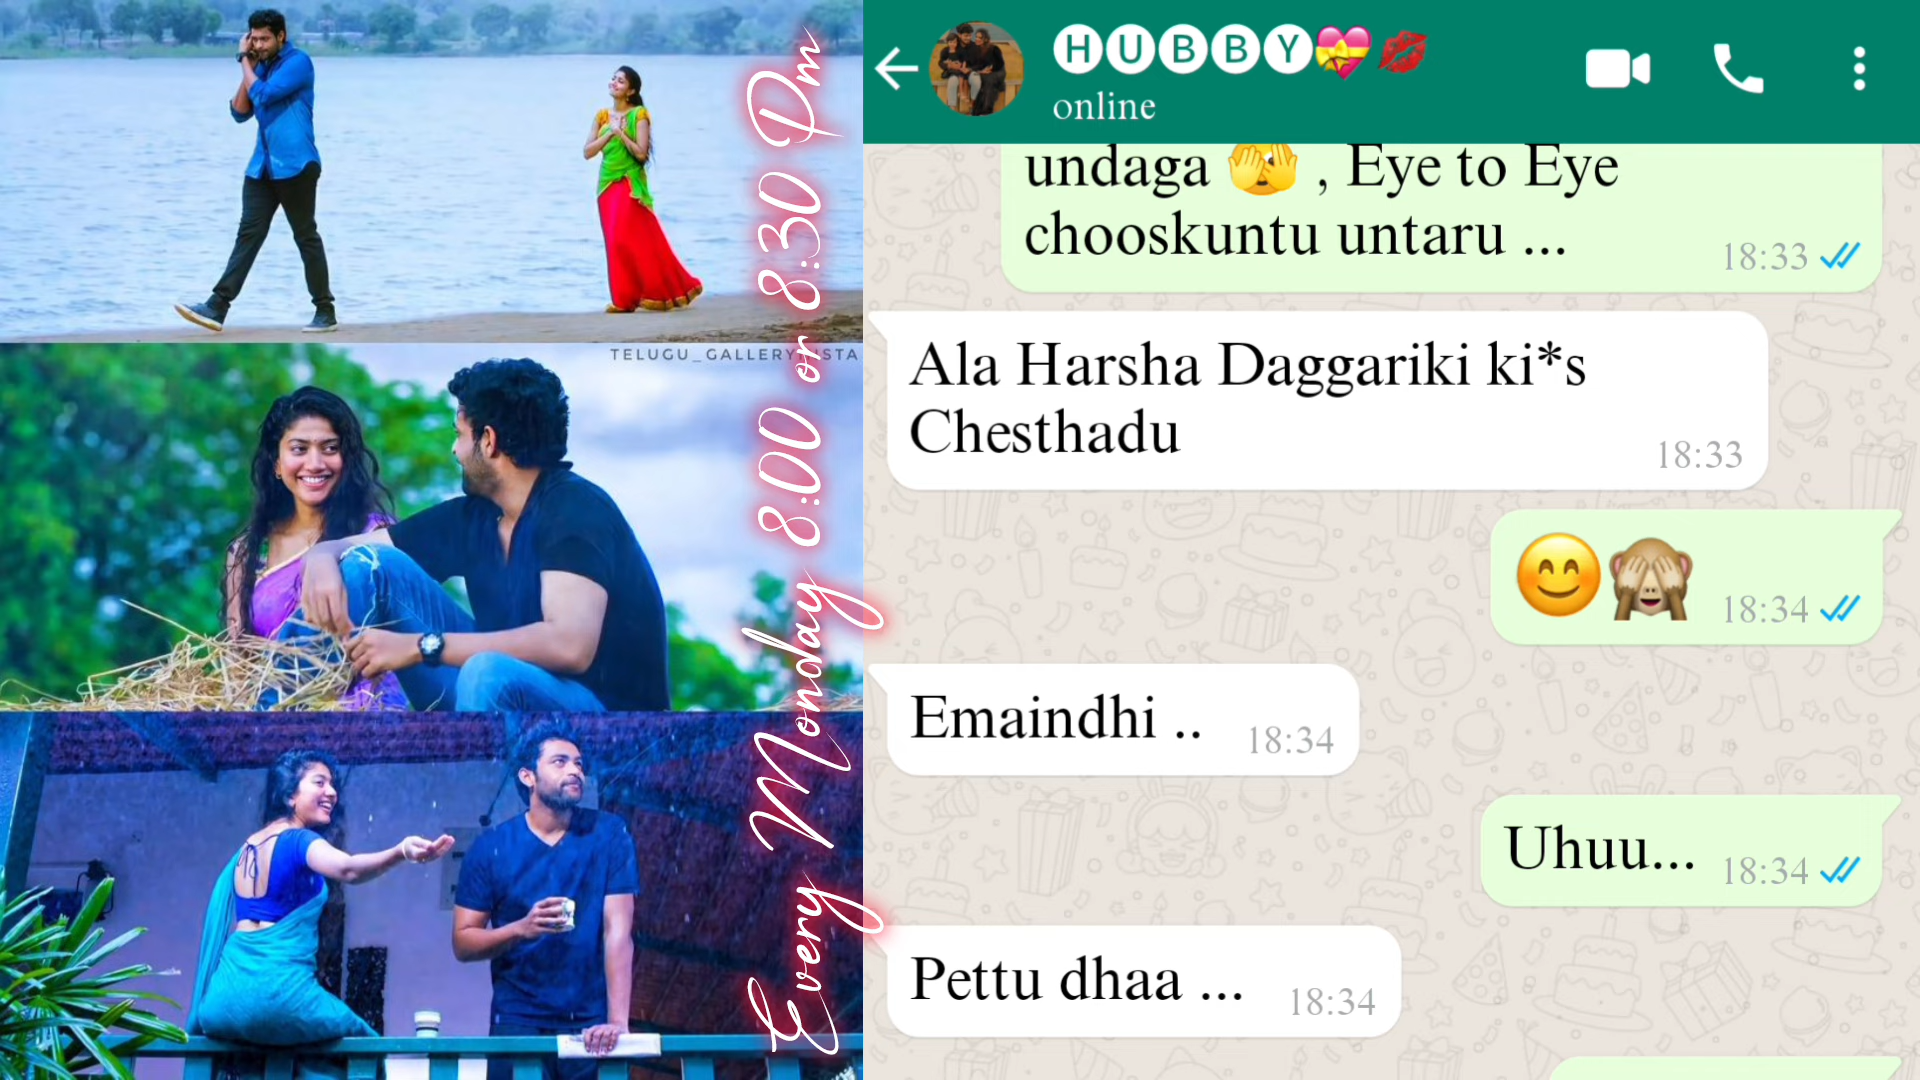 TELUGU_GALLERY
Every Monday 8:00 or 8:30 Pm
HUBBY💝💋
online
undaga 🫣 , Eye to Eye
chooskuntu untaru ...
18:33
Ala Harsha Daggariki ki*s
Chesthadu
18:33
😊🙈 18:34
Emaindhi .. 18:34
Uhuu... 18:34
Pettu dhaa ... 18:34